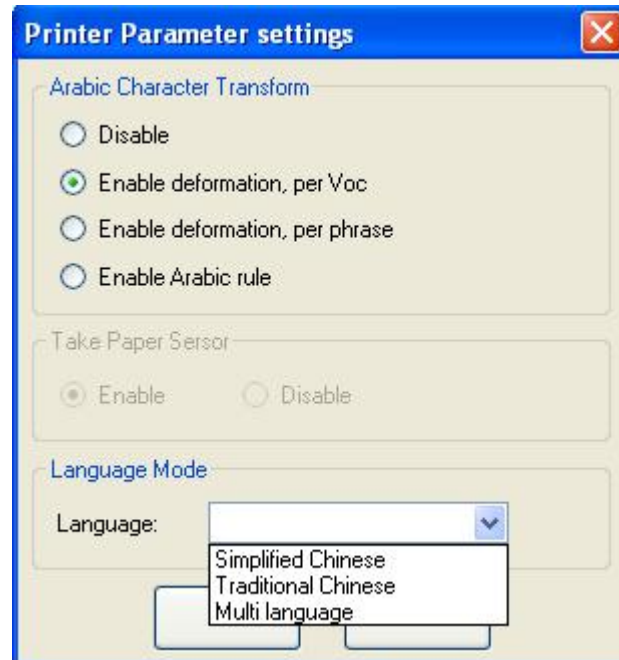 Printer Parameter settings
Arabic Character Transform
Disable
Enable deformation, per Voc
Enable deformation, per phrase
Enable Arabic rule
Take Paper Sersor
Enable Disable
Language Mode
Language:
Simplified Chinese
Traditional Chinese
Multi language